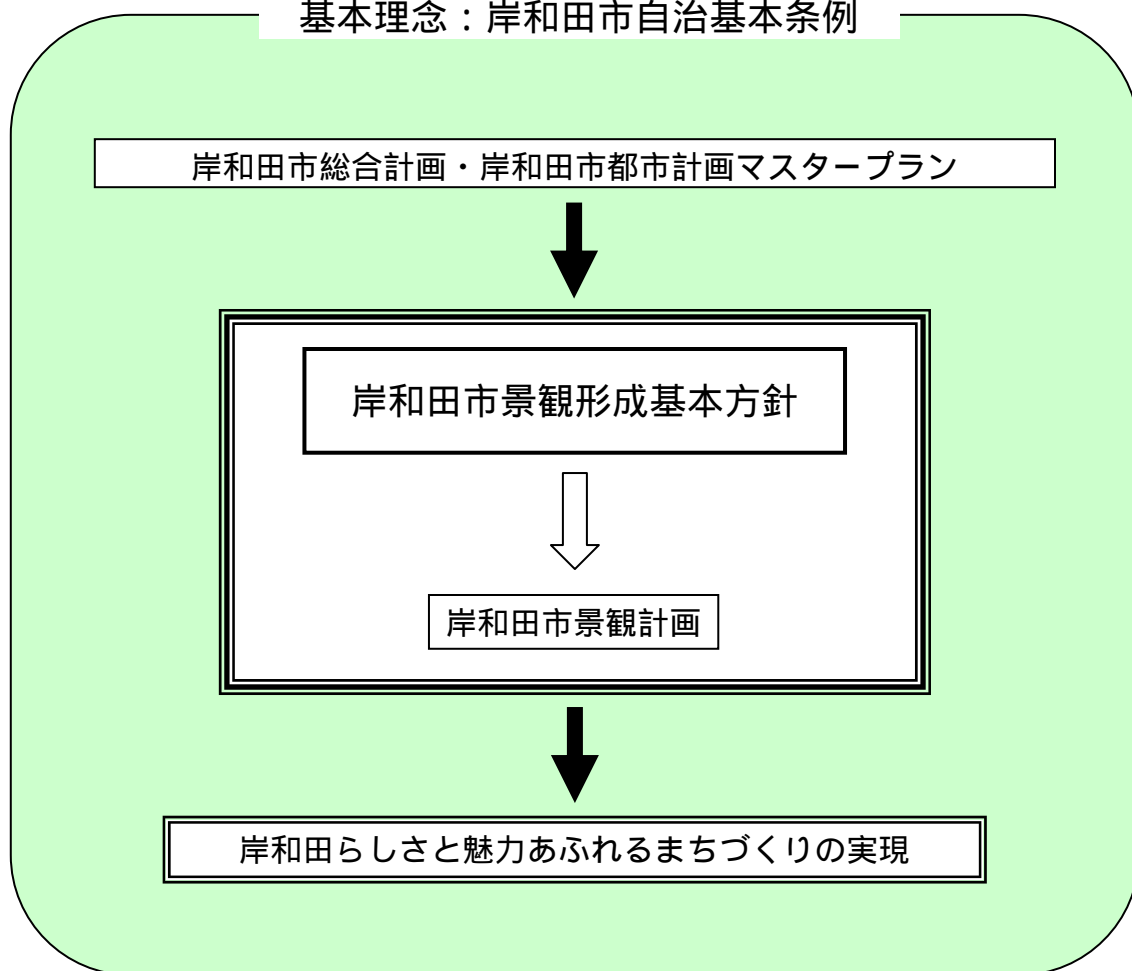 基本理念：岸和田市自治基本条例
岸和田市総合計画・岸和田市都市計画マスタープラン
岸和田市景観形成基本方針
岸和田市景観計画
岸和田らしさと魅力あふれるまちづくりの実現